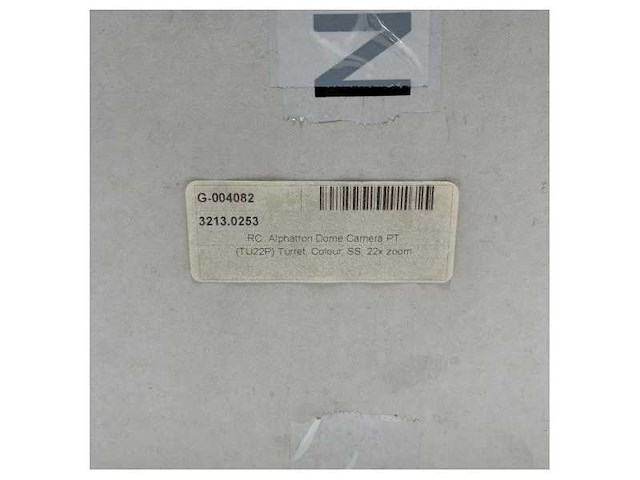 N
G-004082
3213.0253
RC. Alphatron Dome Camera PT
(TU22P) Turret, Colour, SS, 22x zoom